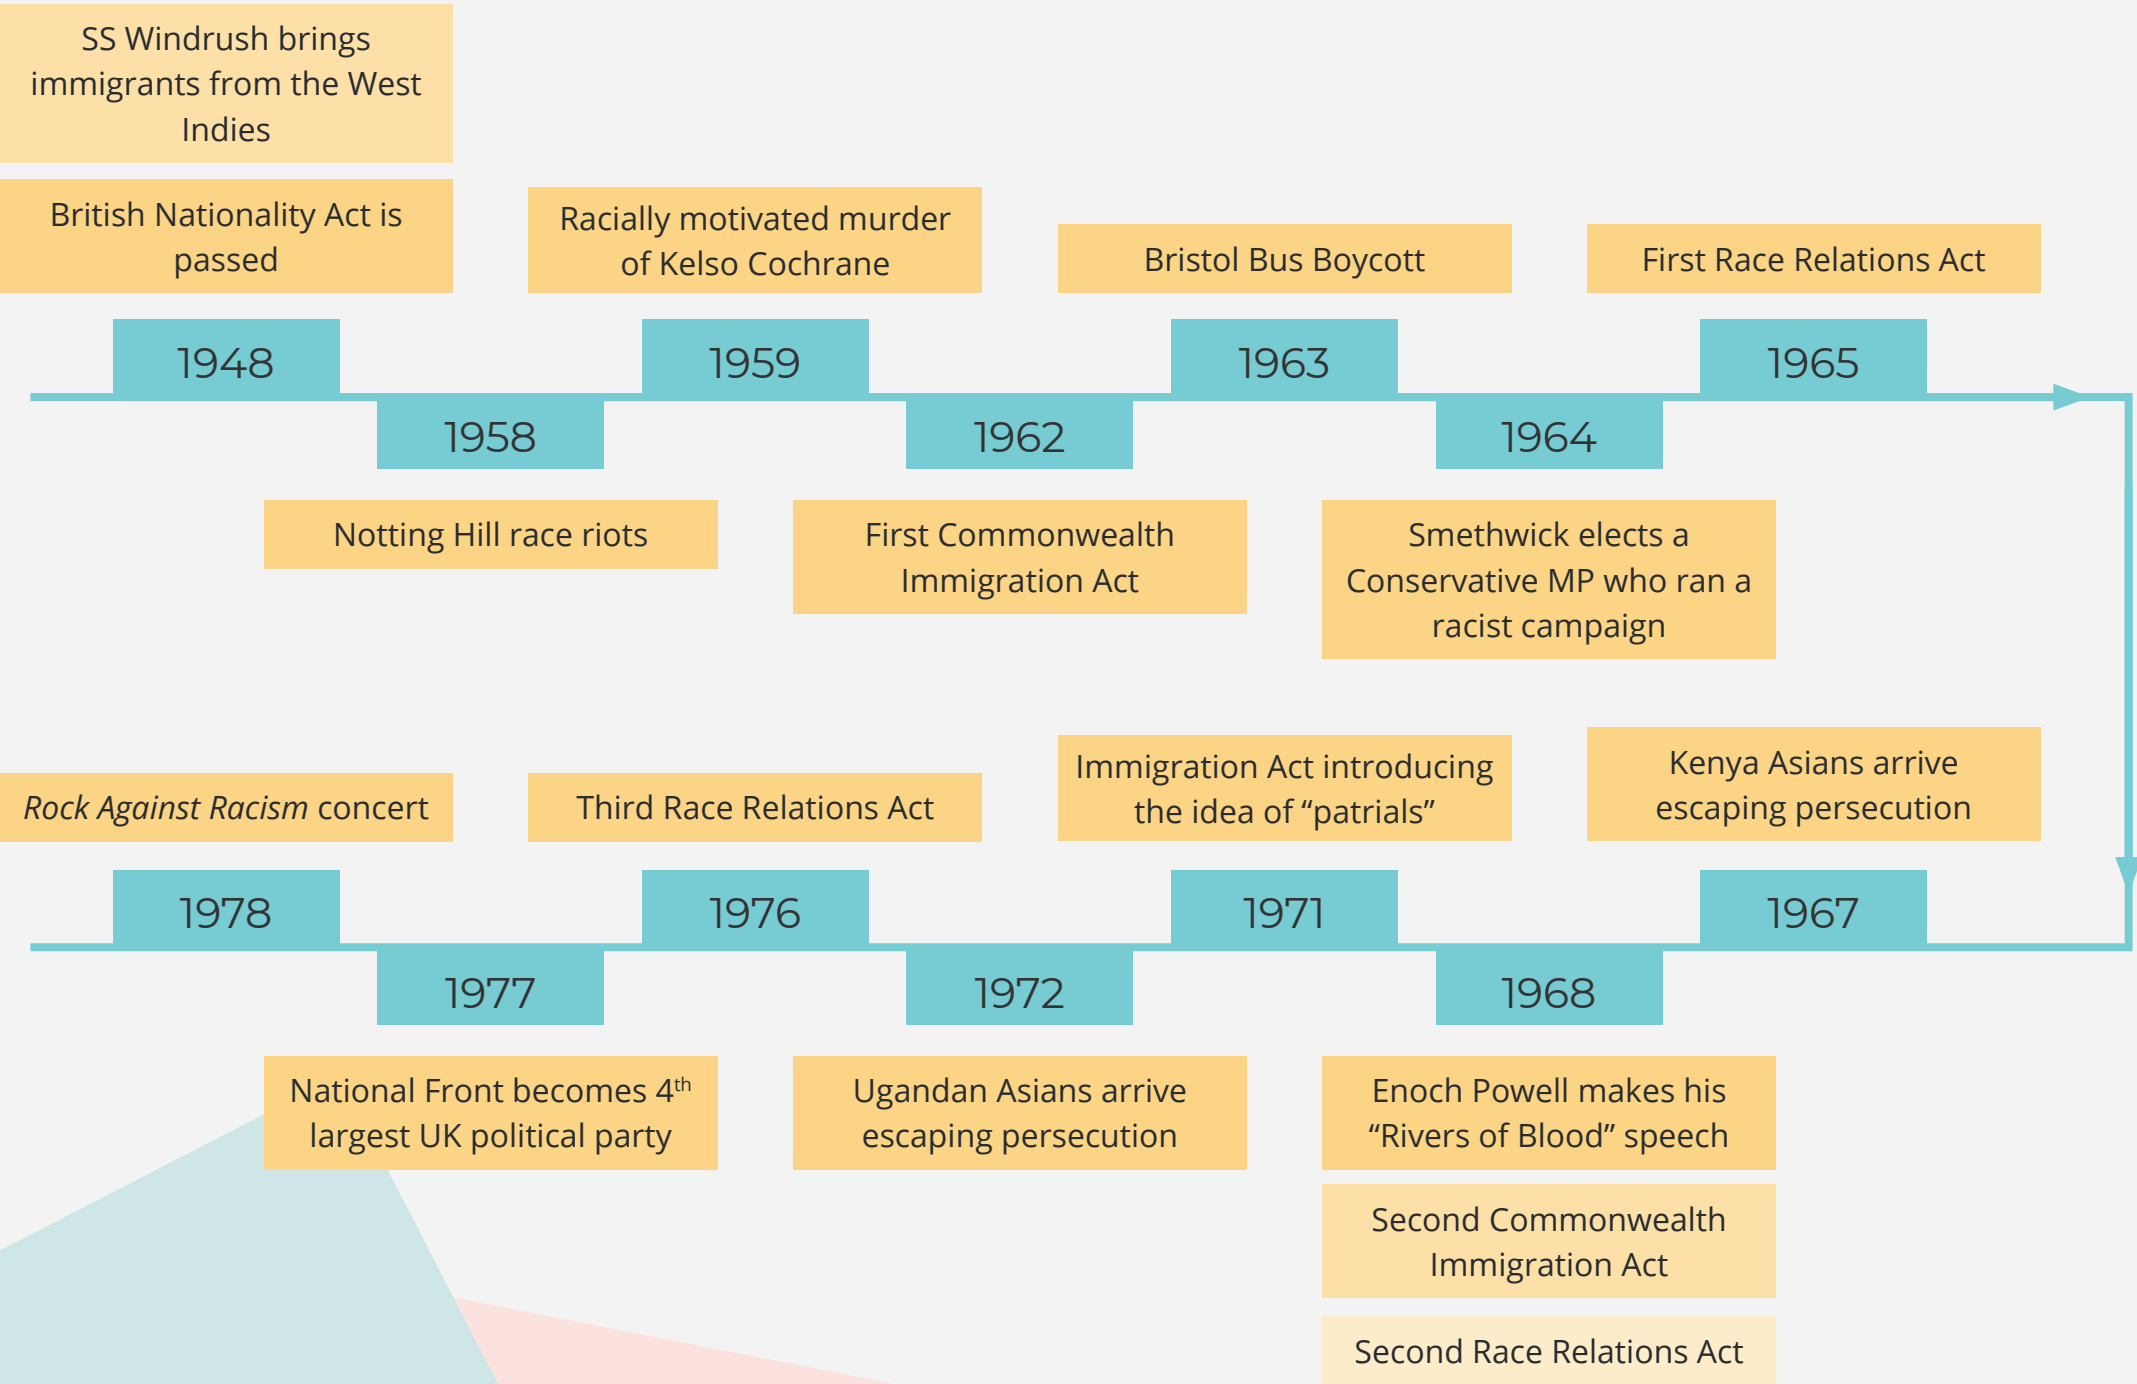 SS Windrush brings
immigrants from the West
Indies
British Nationality Act is
passed
1948
1958
Notting Hill race riots
Racially motivated murder
of Kelso Cochrane
1959
1962
First Commonwealth
Immigration Act
Bristol Bus Boycott
1963
1964
Smethwick elects a
Conservative MP who ran a
racist campaign
First Race Relations Act
1965
Kenya Asians arrive
escaping persecution
1967
1968
Enoch Powell makes his
“Rivers of Blood” speech
Second Commonwealth
Immigration Act
Second Race Relations Act
Immigration Act introducing
the idea of “patrials”
1971
1972
Ugandan Asians arrive
escaping persecution
Third Race Relations Act
1976
1977
National Front becomes 4th
largest UK political party
Rock Against Racism concert
1978